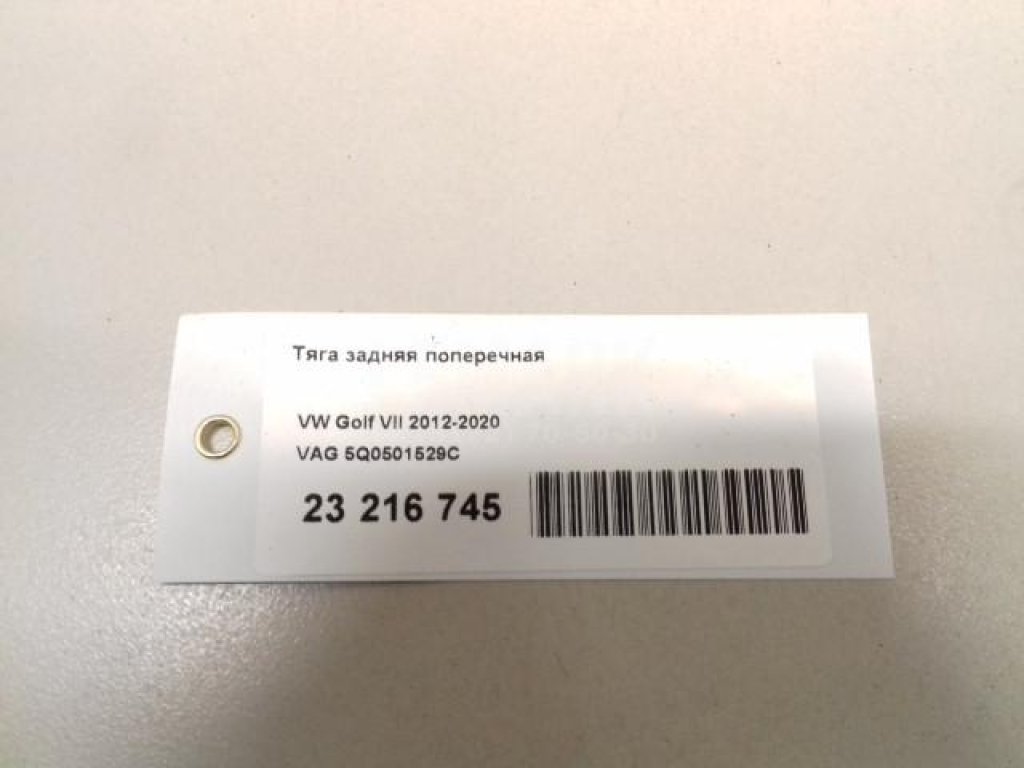 Тяга задняя поперечная
VW Golf VII 2012-2020
VAG 5Q0501529C
23 216 745